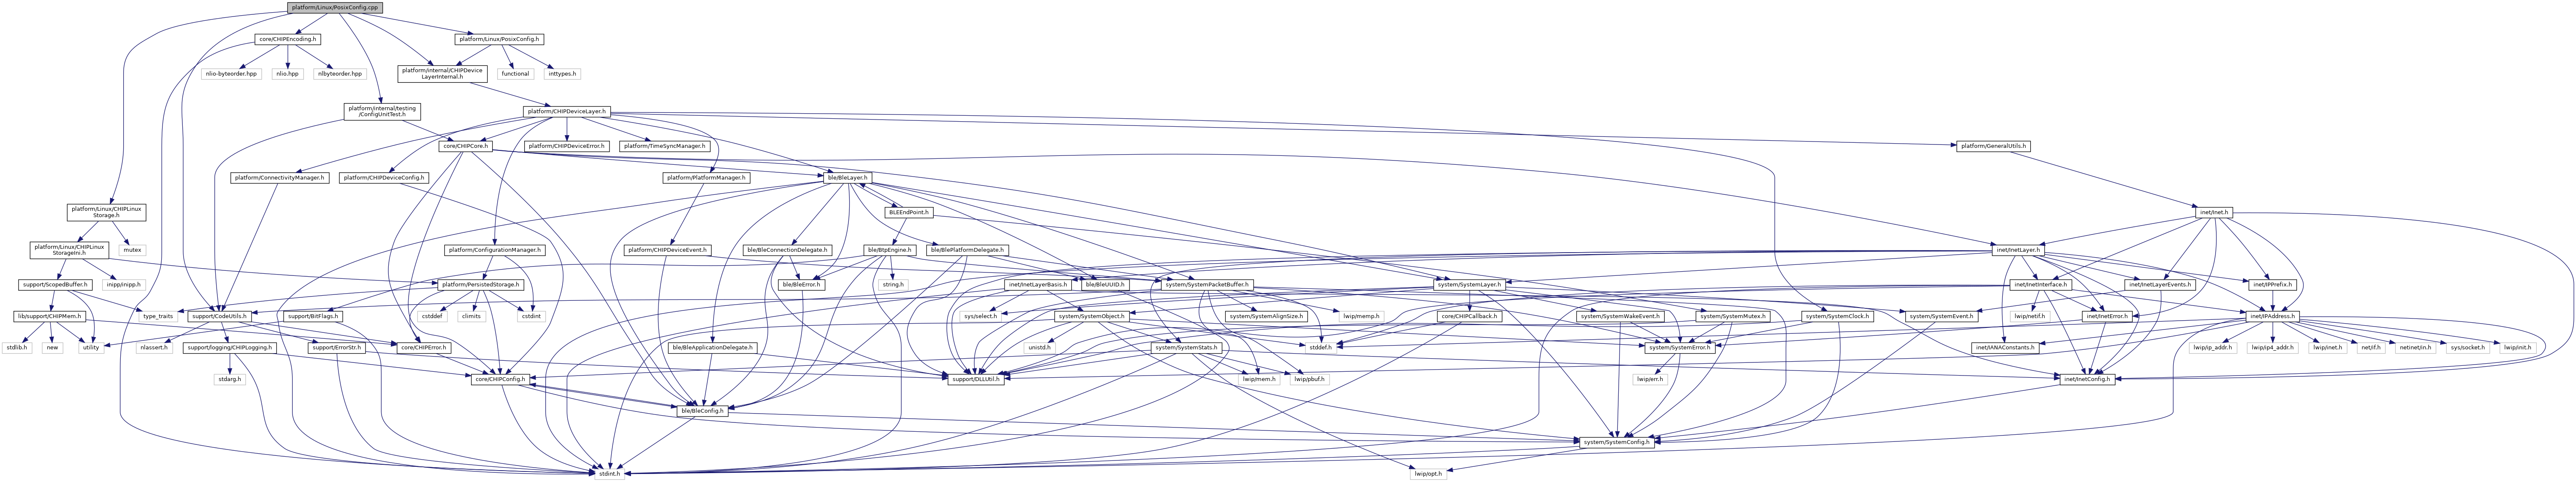 platform/Linux/PosixConfig.cpp
core/CHIPEncoding.h
platform/Linux/PosixConfig.h
nlio-byteorder.hpp
nlio.hpp
nlbyteorder.hpp
platform/internal/CHIPDevice
LayerInternal.h
functional
inttypes.h
platform/internal/testing
/ConfigUnitTest.h
platform/CHIPDeviceLayer.h
core/CHIPCore.h
platform/CHIPDeviceError.h
platform/TimeSyncManager.h
platform/GeneralUtils.h
platform/ConnectivityManager.h
platform/CHIPDeviceConfig.h
platform/PlatformManager.h
ble/BleLayer.h
platform/Linux/CHIPLinux
Storage.h
BLEEndPoint.h
inet/Inet.h
platform/Linux/CHIPLinux
StorageIni.h
mutex
platform/ConfigurationManager.h
platform/CHIPDeviceEvent.h
ble/BleConnectionDelegate.h
ble/BtpEngine.h
ble/BlePlatformDelegate.h
inet/InetLayer.h
support/ScopedBuffer.h
inipp/inipp.h
platform/PersistedStorage.h
ble/BleError.h
string.h
inet/InetLayerBasis.h
ble/BleUUID.h
system/SystemPacketBuffer.h
system/SystemLayer.h
inet/InetInterface.h
inet/InetLayerEvents.h
inet/IPPrefix.h
lib/support/CHIPMem.h
type_traits
support/CodeUtils.h
support/BitFlags.h
cstddef
climits
cstdint
sys/select.h
system/SystemObject.h
system/SystemAlignSize.h
lwip/memp.h
core/CHIPCallback.h
system/SystemWakeEvent.h
system/SystemMutex.h
system/SystemClock.h
system/SystemEvent.h
lwip/netif.h
inet/InetError.h
inet/IPAddress.h
stdlib.h
new
utility
nlassert.h
support/logging/CHIPLogging.h
support/ErrorStr.h
core/CHIPError.h
ble/BleApplicationDelegate.h
unistd.h
system/SystemStats.h
stddef.h
system/SystemError.h
inet/IANAConstants.h
lwip/ip_addr.h
lwip/ip4_addr.h
lwip/inet.h
net/if.h
netinet/in.h
sys/socket.h
lwip/init.h
stdarg.h
core/CHIPConfig.h
support/DLLUtil.h
lwip/mem.h
lwip/pbuf.h
lwip/err.h
inet/InetConfig.h
ble/BleConfig.h
system/SystemConfig.h
stdint.h
lwip/opt.h